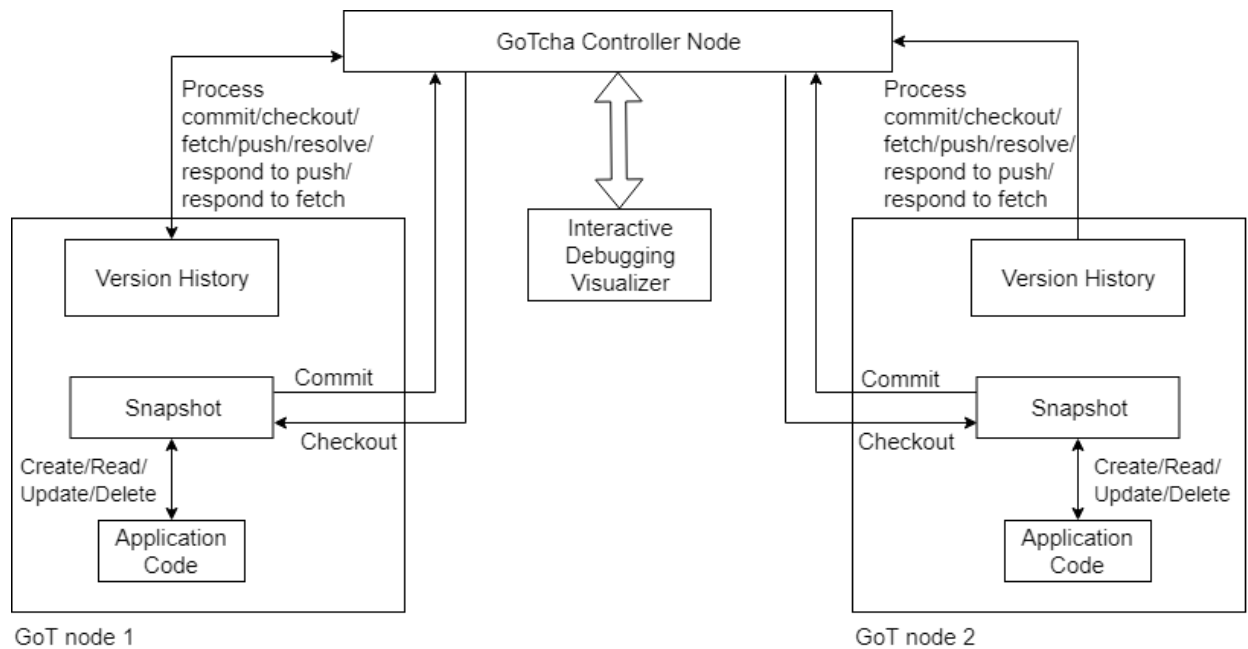 GoTcha Controller Node
Process
commit/checkout/
fetch/push/resolve/
respond to push/
respond to fetch
Process
commit/checkout/
fetch/push/resolve/
respond to push/
respond to fetch
Interactive
Debugging
Visualizer
Version History
Version History
Commit
Snapshot
Checkout
Create/Read/
Update/Delete
Application
Code
GoT node 1
Commit
Snapshot
Checkout
Create/Read/
Update/Delete
Application
Code
GoT node 2